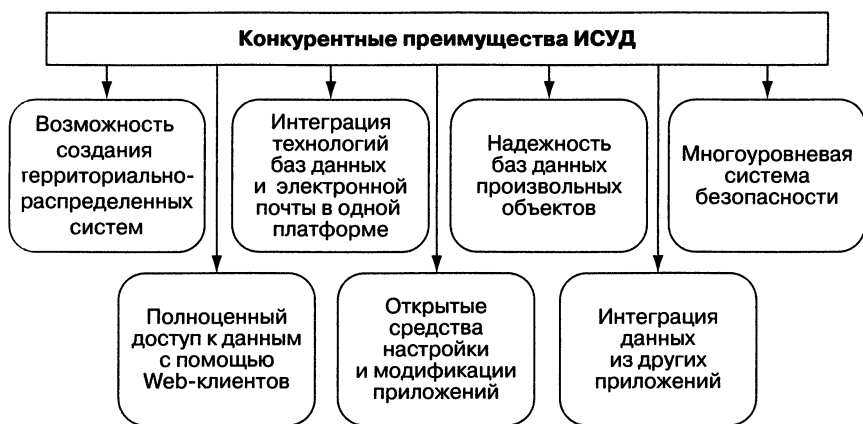 Конкурентные преимущества ИСУД
Возможность
создания
территориально-
распределенных
систем
Интеграция
технологий
баз данных
и электронной
почты в одной
платформе
Надежность
баз данных
произвольных
объектов
Многоуровневая
система
безопасности
Полноценный
доступ к данным
с помощью
Web-клиентов
Открытые
средства
настройки
и модификации
приложений
Интеграция
данных
из других
приложений